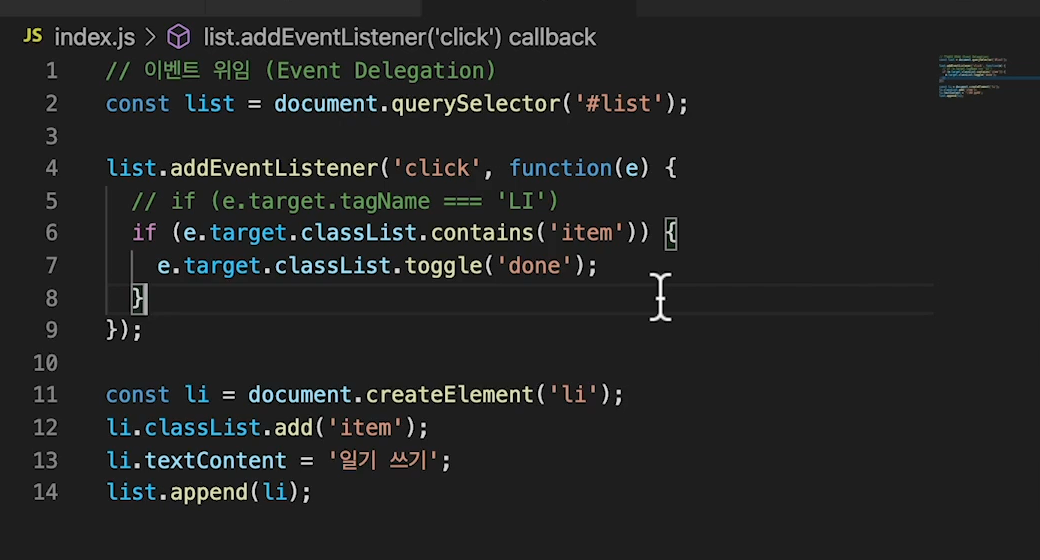 JS index.js > list.addEventListener('click') callback
1 // 이벤트 위임 (Event Delegation)
2 const list = document.querySelector('#list');
3
4 list.addEventListener('click', function(e) {
5 // if (e.target.tagName === 'LI')
6 if (e.target.classList.contains('item')) {
7 e.target.classList.toggle('done');
8 }
9 });
10
11 const li = document.createElement('li');
12 li.classList.add('item');
13 li.textContent = '일기 쓰기';
14 list.append(li);